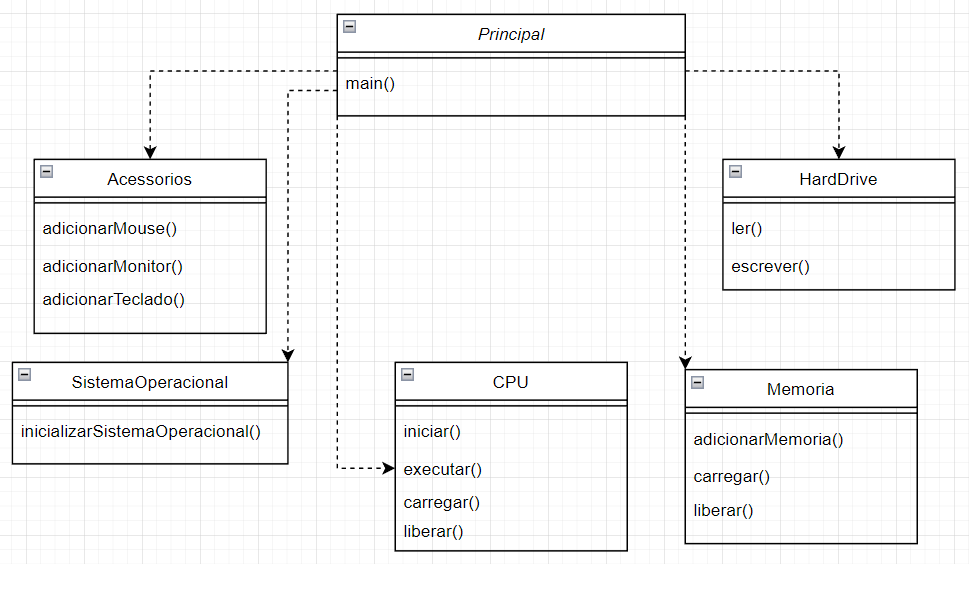 Principal
main()
Acessorios
adicionarMouse()
adicionarMonitor()
adicionarTeclado()
HardDrive
ler()
escrever()
SistemaOperacional
inicializarSistemaOperacional()
CPU
iniciar()
executar()
carregar()
liberar()
Memoria
adicionarMemoria()
carregar()
liberar()